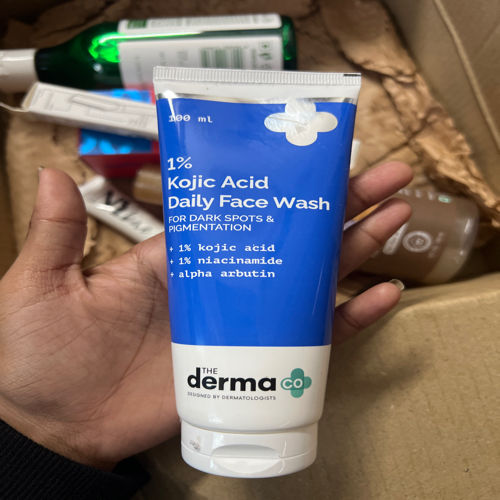 100 mL
1%
Kojic Acid
Daily Face Wash
FOR DARK SPOTS &
PIGMENTATION
+ 1% kojic acid
+ 1% niacinamide
+ alpha arbutin
THE
derma co
DESIGNED BY DERMATOLOGISTS